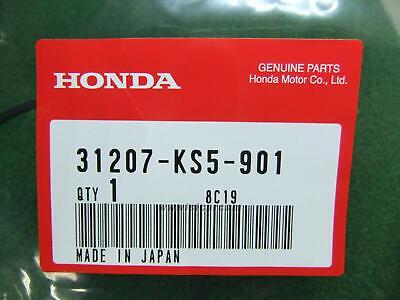 HONDA
GENUINE PARTS
Honda Motor Co., Ltd.
31207-KS5-901
QTY 1 8C19
MADE IN JAPAN